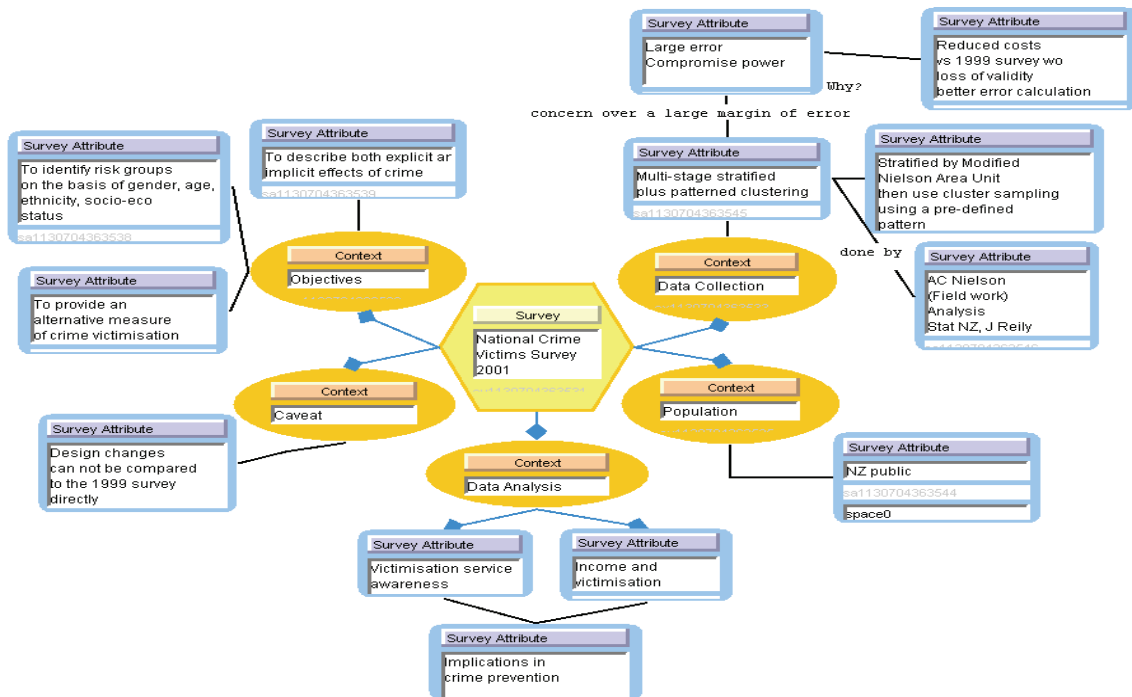 Survey Attribute
Large error
Compromise power
Survey Attribute
Reduced costs
vs 1999 survey wo
loss of validity
better error calculation
Why?
concern over a large margin of error
Survey Attribute
To identify risk groups
on the basis of gender, age,
ethnicity, socio-eco
status
sa1130704363538
Survey Attribute
To describe both explicit ar
implicit effects of crime
sa1130704363539
Survey Attribute
Multi-stage stratified
plus patterned clustering
sa1130704363545
Survey Attribute
Stratified by Modified
Nielson Area Unit
then use cluster sampling
using a pre-defined
pattern
done by
Survey Attribute
AC Nielson
(Field work)
Analysis
Stat NZ, J Reily
Context
Objectives
Context
Data Collection
Survey Attribute
To provide an
alternative measure
of crime victimisation
Survey
National Crime
Victims Survey
2001
Context
Caveat
Context
Population
Survey Attribute
Design changes
can not be compared
to the 1999 survey
directly
Context
Data Analysis
Survey Attribute
NZ public
sa1130704363544
space0
Survey Attribute
Victimisation service
awareness
Survey Attribute
Income and
victimisation
Survey Attribute
Implications in
crime prevention